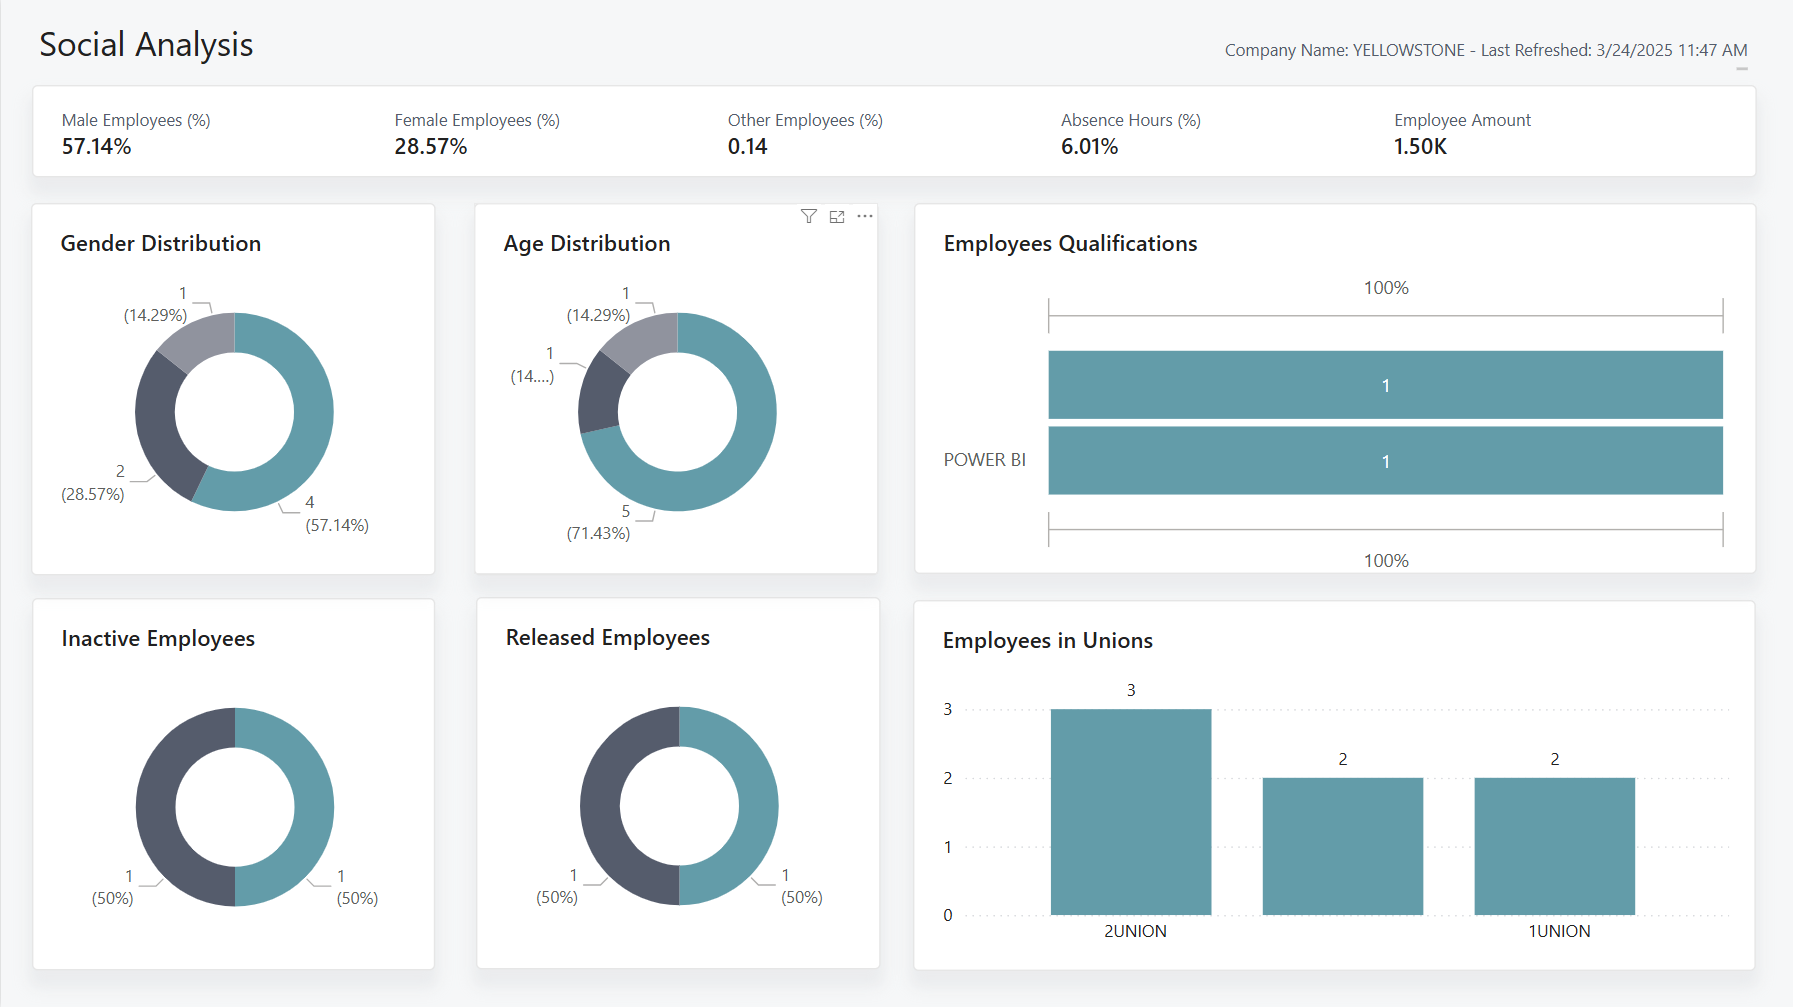 Social Analysis
Company Name: YELLOWSTONE - Last Refreshed: 3/24/2025 11:47 AM
Male Employees (%)
57.14%
Female Employees (%)
28.57%
Other Employees (%)
0.14
Absence Hours (%)
6.01%
Employee Amount
1.50K
Gender Distribution
1
(14.29%)
2
(28.57%)
4
(57.14%)
Age Distribution
1
(14.29%)
1
(14....)
5
(71.43%)
Employees Qualifications
100%
1
POWER BI
1
100%
Inactive Employees
1
(50%)
1
(50%)
Released Employees
1
(50%)
1
(50%)
Employees in Unions
3
3
2
2
2
1
0
2UNION
1UNION